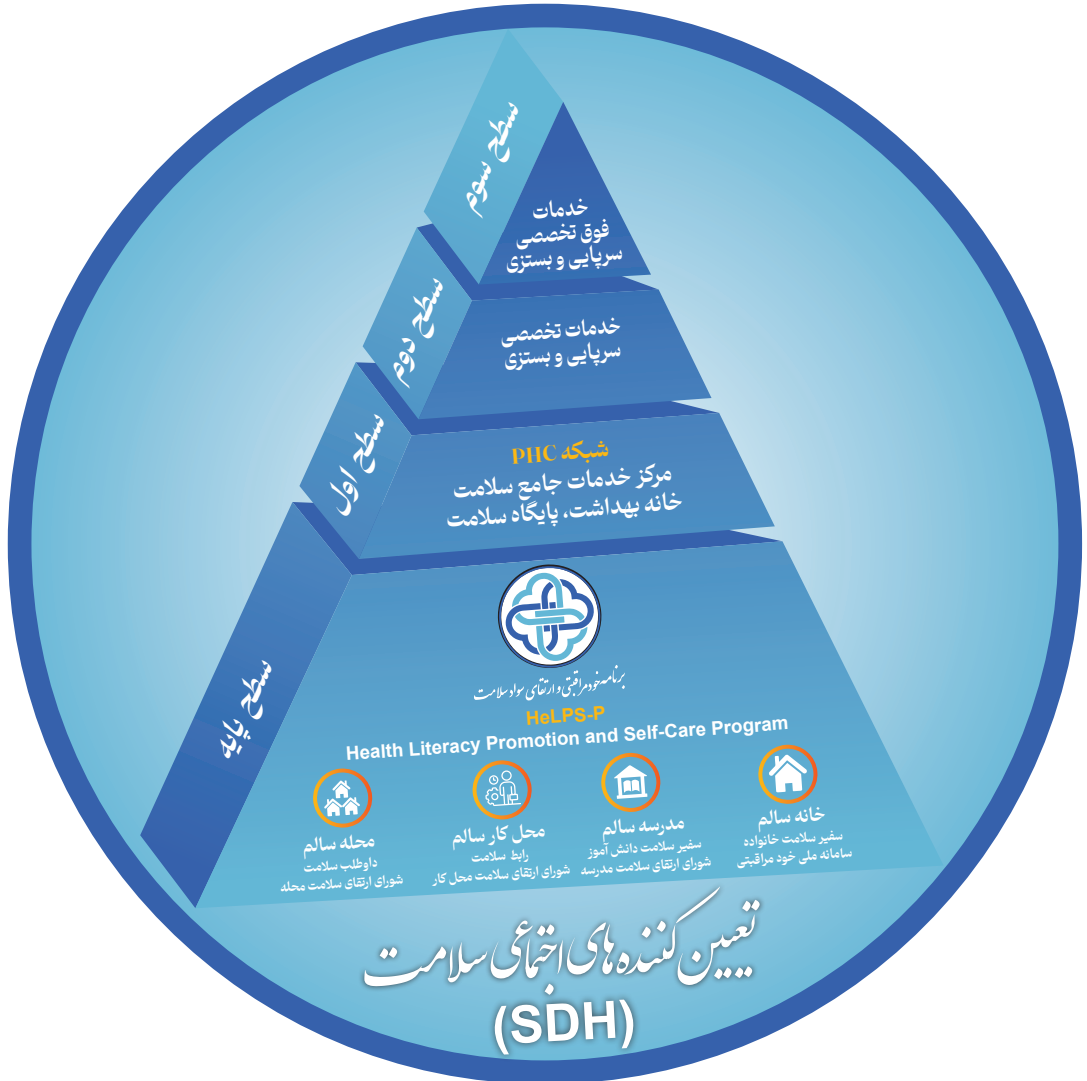 سطح سوم
خدمات
فوق تخصصی
سرپایی و بستزی
سطح دوم
خدمات تخصصی
سرپایی و بستزی
سطح اول
شبکه PHC
مرکز خدمات جامع سلامت
خانه بهداشت، پایگاه سلامت
سطح پایه
برنامه خودمراقبتی و ارتقای سواد سلامت
HeLPS-P
Health Literacy Promotion and Self-Care Program
خانه سالم
سفیر سلامت خانواده
سامانه ملی خود مراقبتی
مدرسه سالم
سفیر سلامت دانش آموز
شورای ارتقای سلامت مدرسه
محل کار سالم
رابط سلامت
شورای ارتقای سلامت محل کار
محله سالم
داوطلب سلامت
شورای ارتقای سلامت محله
تعیین کننده های اجتماعی سلامت
(SDH)